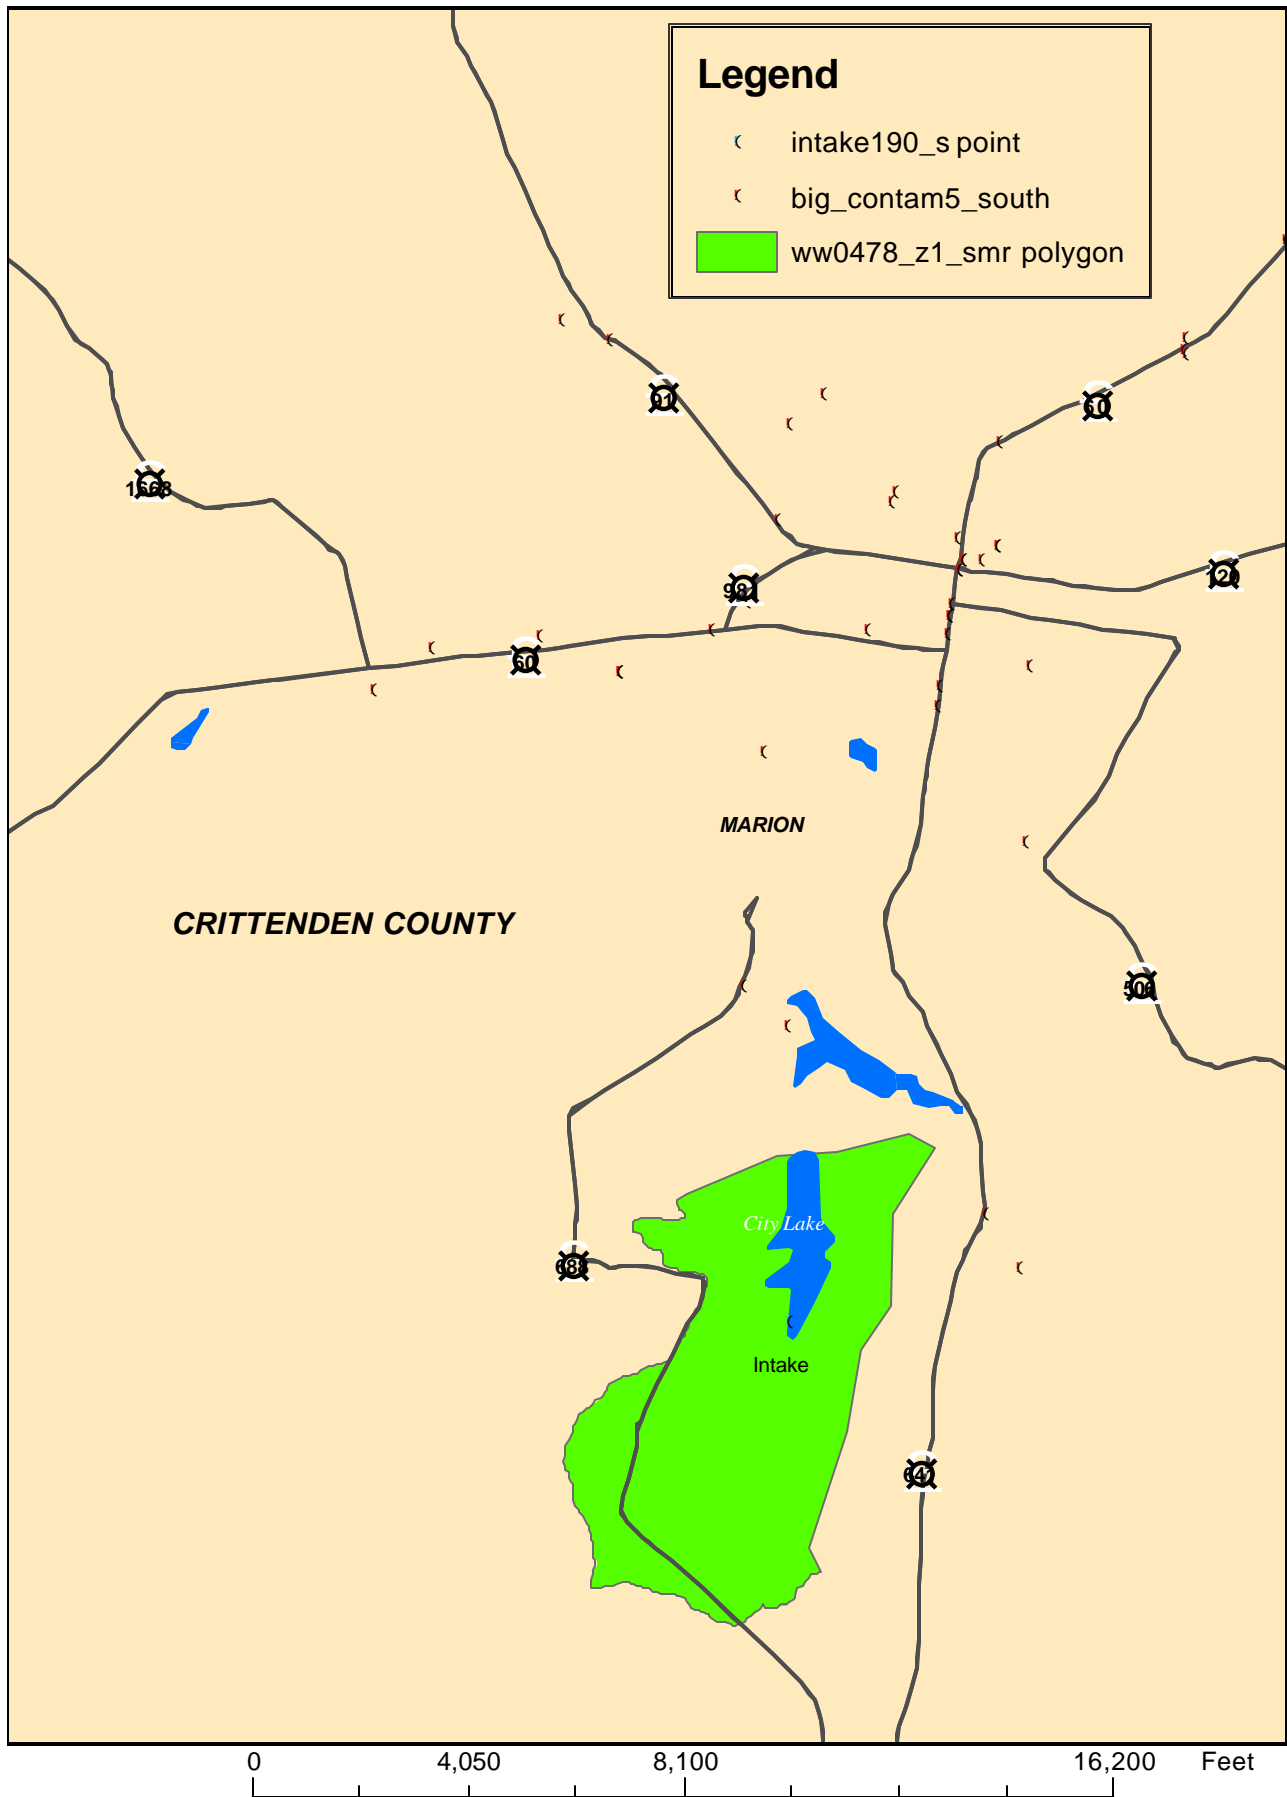 Legend
intake190_s point
big_contam5_south
ww0478_z1_smr polygon
91
60
1668
120
981
60
MARION
CRITTENDEN COUNTY
506
City Lake
688
Intake
641
0 4,050 8,100 16,200 Feet